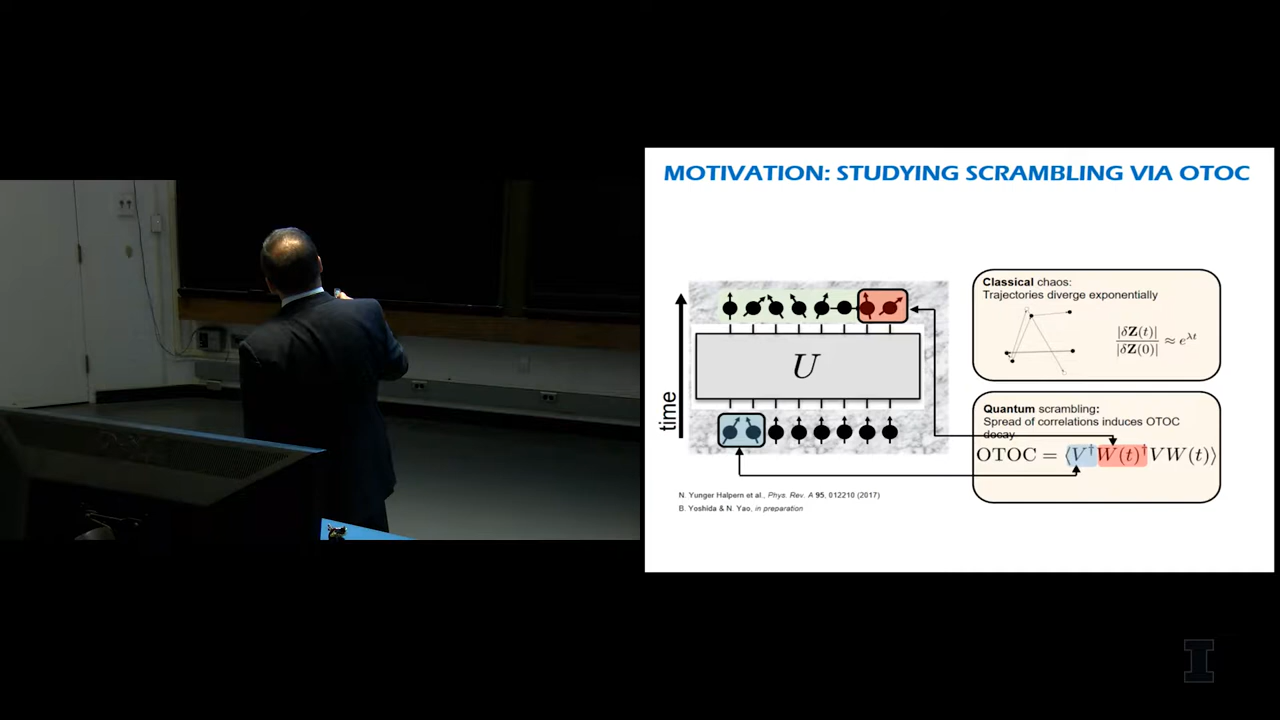 MOTIVATION: STUDYING SCRAMBLING VIA OTOC
time
U
Classical chaos:
Trajectories diverge exponentially
|δZ(t)| / |δZ(0)| ≈ e^{λt}
Quantum scrambling:
Spread of correlations induces OTOC
decay
OTOC = ⟨V†W(t)†VW(t)⟩
N. Yunger Halpern et al., Phys. Rev. A 95, 012210 (2017)
B. Yoshida & N. Yao, in preparation
I